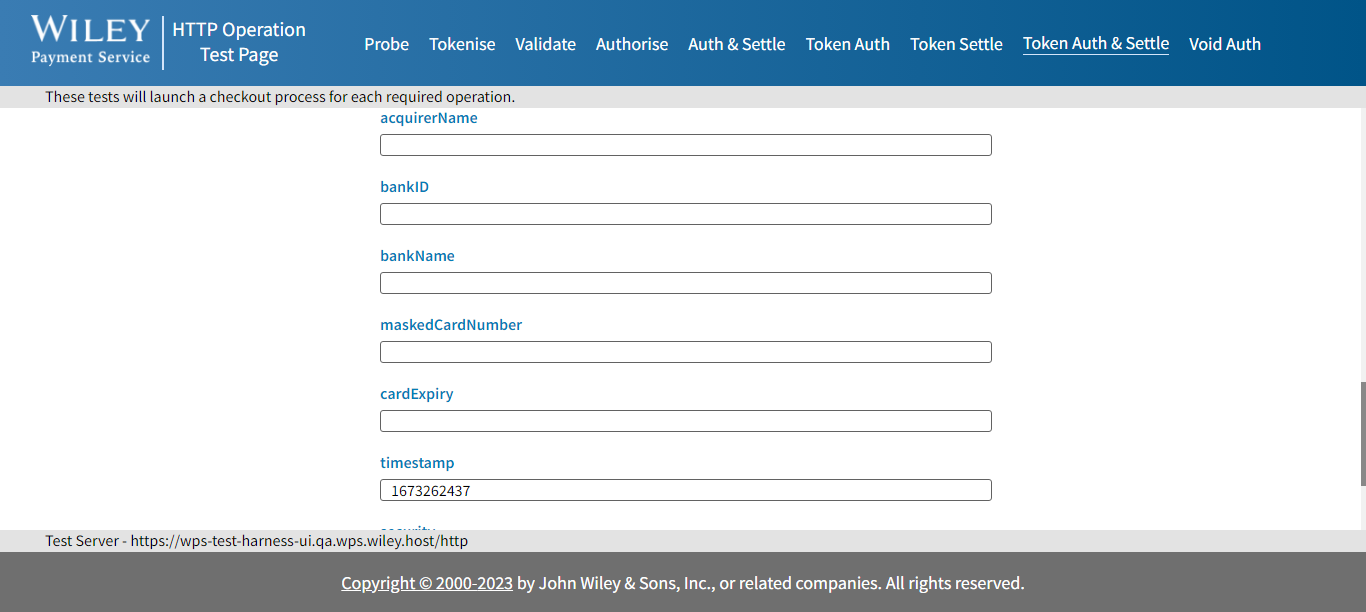 WILEY
Payment Service
HTTP Operation
Test Page
Probe Tokenise Validate Authorise Auth & Settle Token Auth Token Settle Token Auth & Settle Void Auth
These tests will launch a checkout process for each required operation.
acquirerName
bankID
bankName
maskedCardNumber
cardExpiry
timestamp
1673262437
security
Test Server - https://wps-test-harness-ui.qa.wps.wiley.host/http
Copyright © 2000-2023 by John Wiley & Sons, Inc., or related companies. All rights reserved.